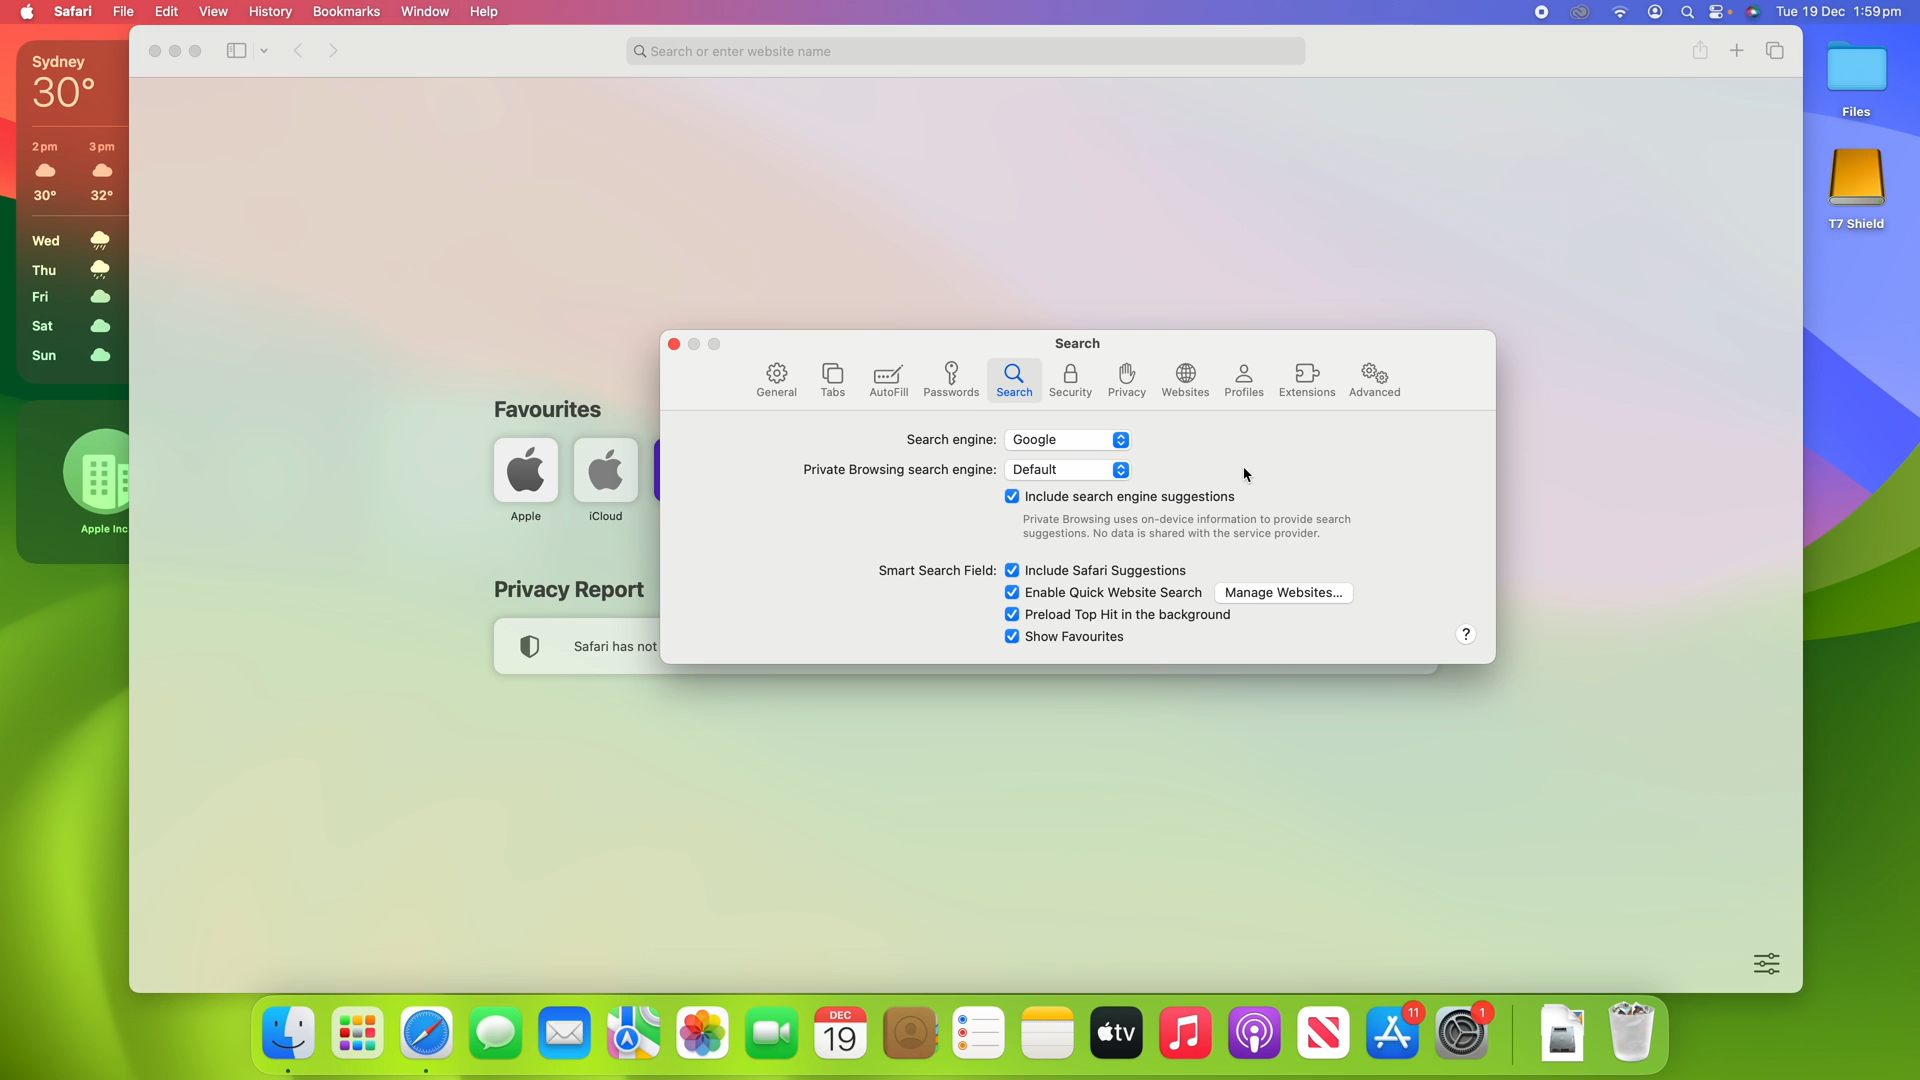 Safari File Edit View History Bookmarks Window Help
Tue 19 Dec 1:59pm
Search or enter website name
Sydney
30°
2pm 3pm
30° 32°
Wed
Thu
Fri
Sat
Sun
Apple Inc
Files
T7 Shield
Favourites
Apple iCloud
Privacy Report
Safari has not
Search
General Tabs AutoFill Passwords Search Security Privacy Websites Profiles Extensions Advanced
Search engine: Google
Private Browsing search engine: Default
Include search engine suggestions
Private Browsing uses on-device information to provide search
suggestions. No data is shared with the service provider.
Smart Search Field: Include Safari Suggestions
Enable Quick Website Search Manage Websites...
Preload Top Hit in the background
Show Favourites
?
DEC
19
tv
11
1